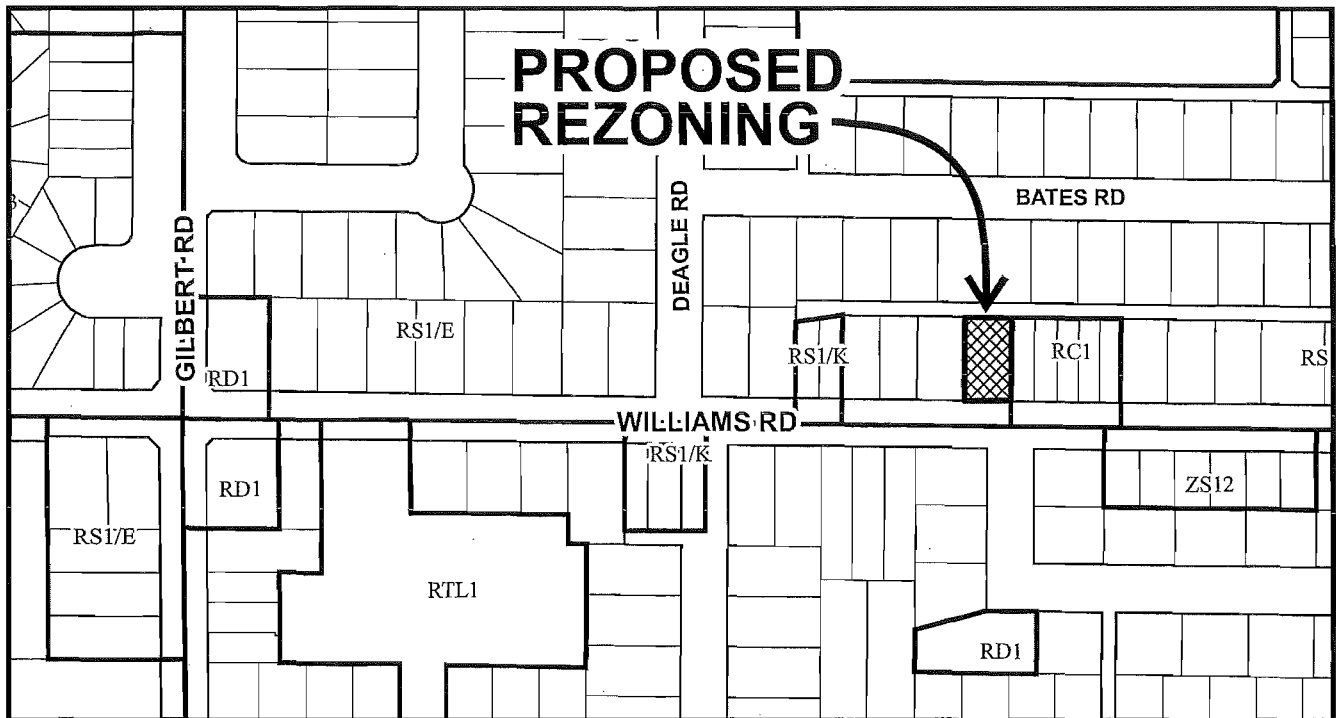 PROPOSED
REZONING
BATES RD
DEAGLE RD
GILBERT RD
RS1/E
RD1
RS1/K
RC1
RS
WILLIAMS RD
RS1/K
RD1
ZS12
RS1/E
RTL1
RD1